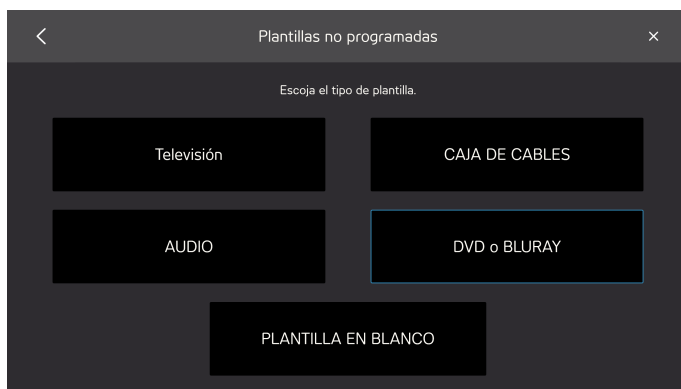 Plantillas no programadas
Escoja el tipo de plantilla.
Televisión
CAJA DE CABLES
AUDIO
DVD o BLURAY
PLANTILLA EN BLANCO